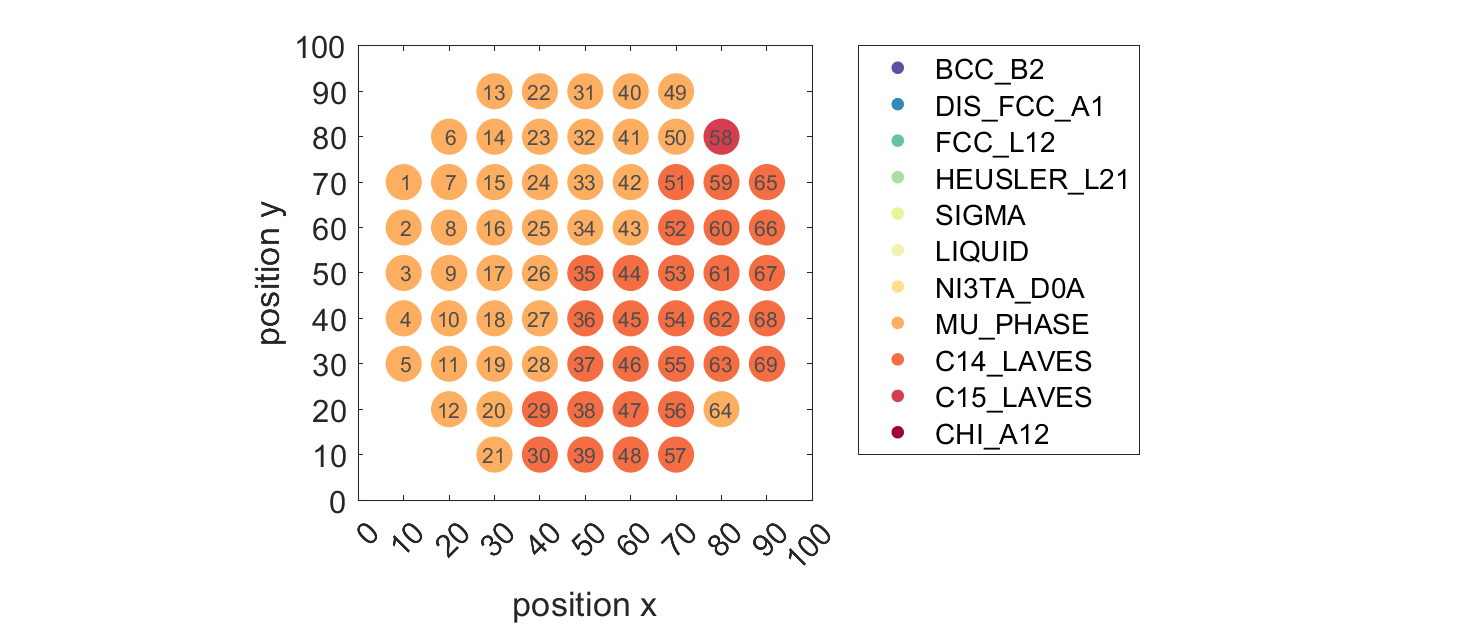 100
90
80
70
60
50
40
30
20
10
0
position y
13 22 31 40 49
6 14 23 32 41 50 58
1 7 15 24 33 42 51 59 65
2 8 16 25 34 43 52 60 66
3 9 17 26 35 44 53 61 67
4 10 18 27 36 45 54 62 68
5 11 19 28 37 46 55 63 69
12 20 29 38 47 56 64
21 30 39 48 57
0 10 20 30 40 50 60 70 80 90 100
position x
BCC_B2
DIS_FCC_A1
FCC_L12
HEUSLER_L21
SIGMA
LIQUID
NI3TA_D0A
MU_PHASE
C14_LAVES
C15_LAVES
CHI_A12